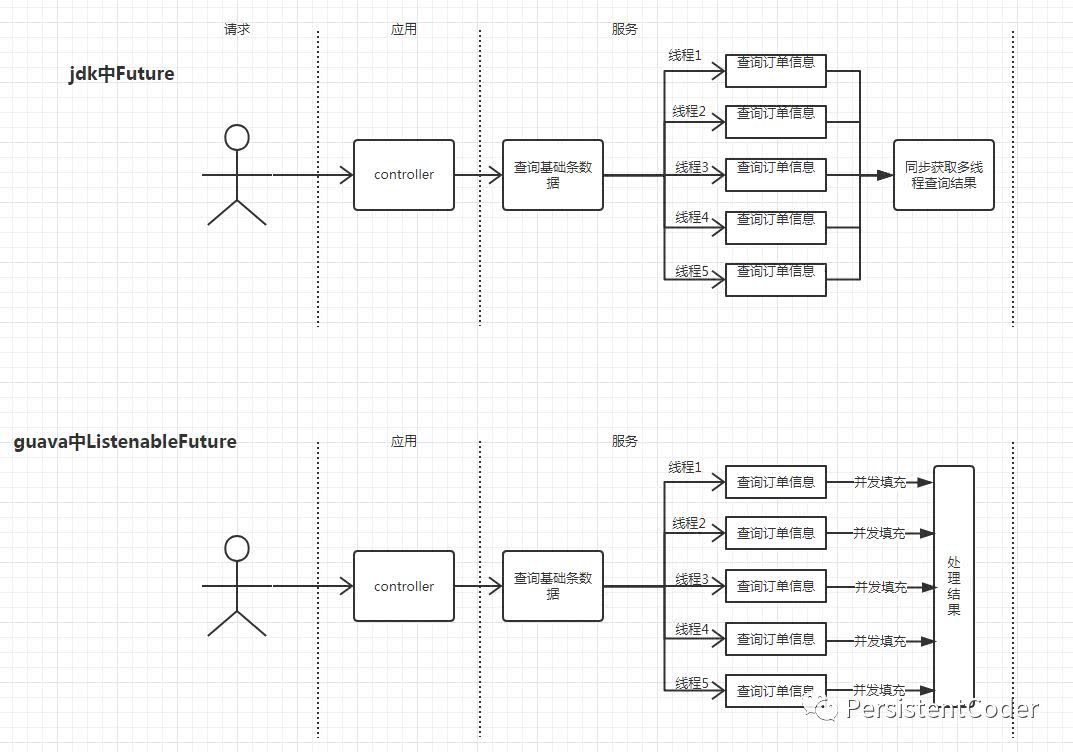 请求
应用
服务
jdk中Future
controller
查询基础条数
据
线程1
查询订单信息
线程2
查询订单信息
线程3
查询订单信息
线程4
查询订单信息
线程5
查询订单信息
同步获取多线
程查询结果
guava中ListenableFuture
应用
服务
controller
查询基础条数
据
线程1
查询订单信息
并发填充
线程2
查询订单信息
并发填充
线程3
查询订单信息
并发填充
线程4
查询订单信息
并发填充
线程5
查询订单信息
并发填充
处
理
结
果
PersistentCoder